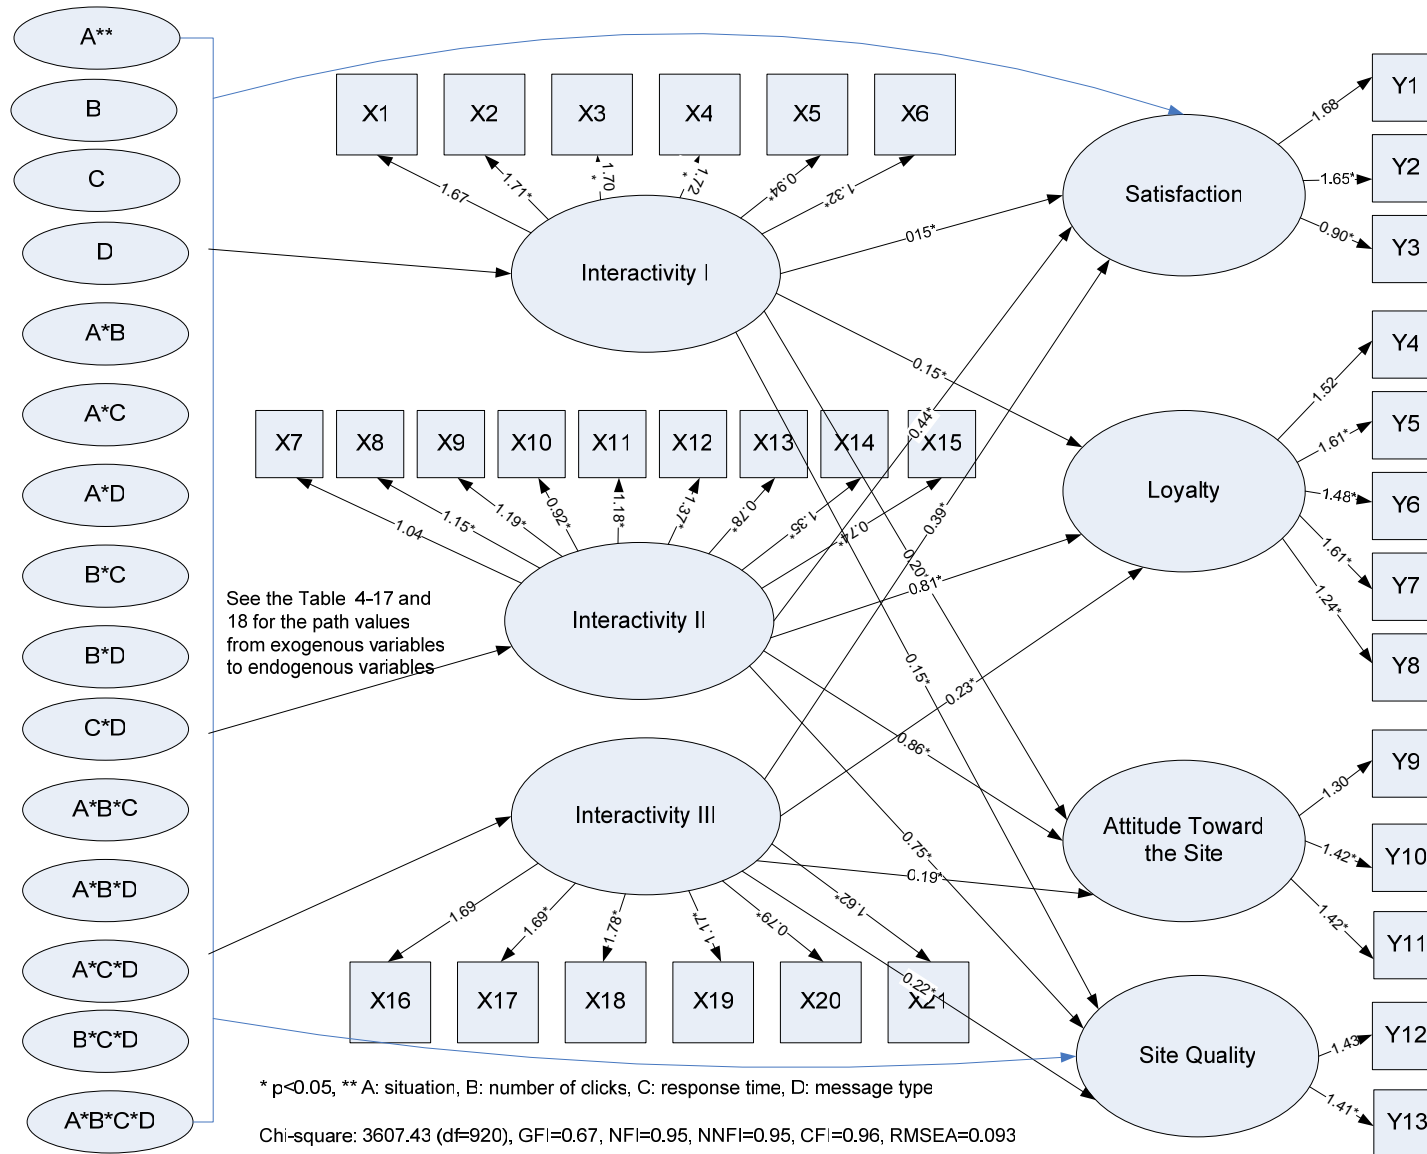 A**
B
C
D
A*B
A*C
A*D
B*C
B*D
C*D
A*B*C
A*B*D
A*C*D
B*C*D
A*B*C*D
X1
X2
X3
X4
X5
X6
1.67
1.71*
1.70
*
1.72
*
0.94*
1.32*
Interactivity I
015*
0.15*
0.20*
0.15*
X7
X8
X9
X10
X11
X12
X13
X14
X15
1.04
1.15*
1.19*
0.92*
1.18*
1.37*
0.78*
1.35*
0.74*
Interactivity II
0.44*
0.81*
0.86*
0.75*
See the Table 4-17 and
18 for the path values
from exogenous variables
to endogenous variables
Interactivity III
0.39*
0.23*
0.19*
0.22*
1.69
1.69*
1.78*
1.17*
0.79*
1.62*
X16
X17
X18
X19
X20
X21
Satisfaction
1.68
1.65*
0.90*
Y1
Y2
Y3
Loyalty
1.52
1.61*
1.48*
1.61*
1.24*
Y4
Y5
Y6
Y7
Y8
Attitude Toward
the Site
1.30
1.42*
1.42*
Y9
Y10
Y11
Site Quality
1.43
1.41*
Y12
Y13
* p<0.05, ** A: situation, B: number of clicks, C: response time, D: message type
Chi-square: 3607.43 (df=920), GFI=0.67, NFI=0.95, NNFI=0.95, CFI=0.96, RMSEA=0.093